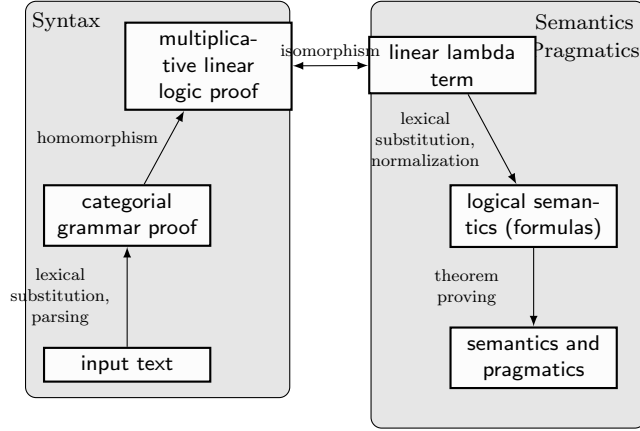 Syntax
multiplica-
tive linear
logic proof
isomorphism
linear lambda
term
Semantics
Pragmatics
homomorphism
lexical
substitution,
normalization
categorial
grammar proof
logical seman-
tics (formulas)
lexical
substitution,
parsing
theorem
proving
input text
semantics and
pragmatics